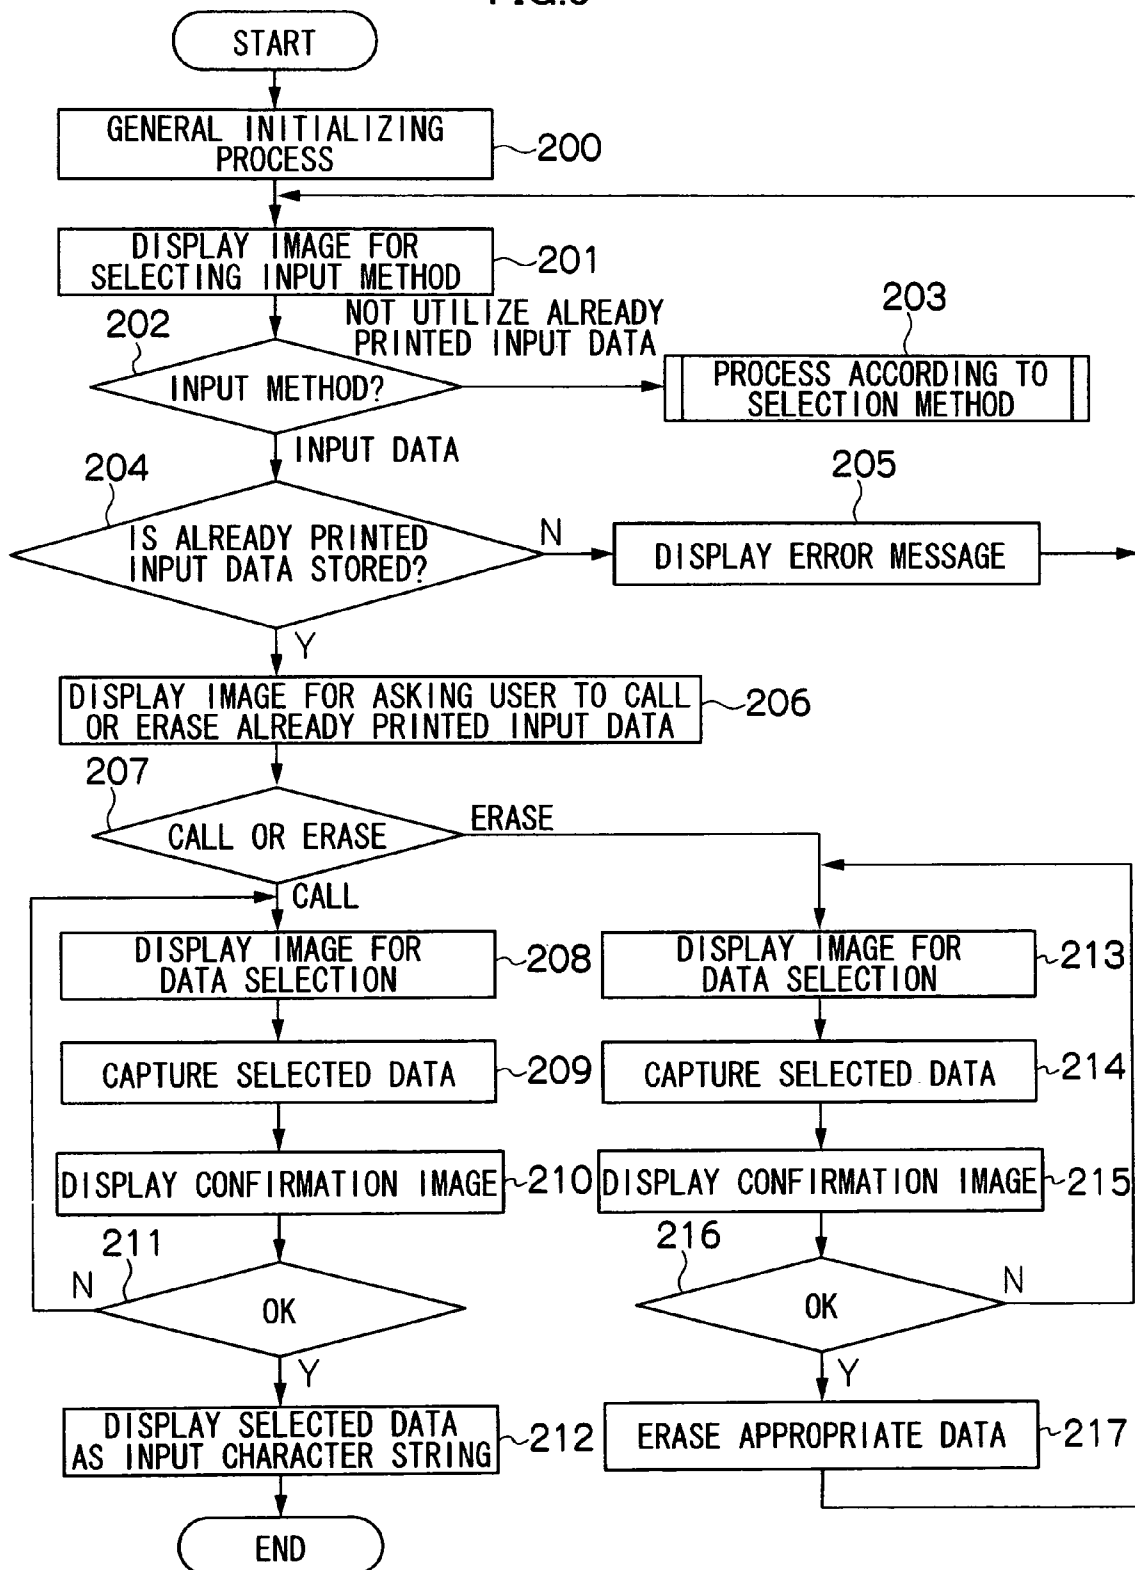 START
GENERAL INITIALIZING
PROCESS
200
DISPLAY IMAGE FOR
SELECTING INPUT METHOD
201
202
NOT UTILIZE ALREADY
PRINTED INPUT DATA
203
INPUT METHOD?
PROCESS ACCORDING TO
SELECTION METHOD
INPUT DATA
204
205
IS ALREADY PRINTED
INPUT DATA STORED?
N
DISPLAY ERROR MESSAGE
Y
DISPLAY IMAGE FOR ASKING USER TO CALL
OR ERASE ALREADY PRINTED INPUT DATA
206
207
CALL OR ERASE
ERASE
CALL
DISPLAY IMAGE FOR
DATA SELECTION
208
DISPLAY IMAGE FOR
DATA SELECTION
213
CAPTURE SELECTED DATA
209
CAPTURE SELECTED DATA
214
DISPLAY CONFIRMATION IMAGE
210
DISPLAY CONFIRMATION IMAGE
215
211
216
N
OK
OK
N
Y
Y
DISPLAY SELECTED DATA
AS INPUT CHARACTER STRING
212
ERASE APPROPRIATE DATA
217
END